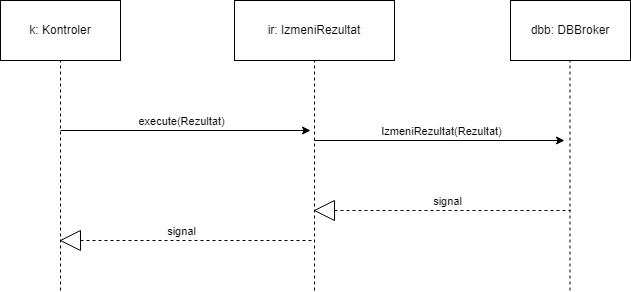 k: Kontroler
ir: IzmeniRezultat
dbb: DBBroker
execute(Rezultat)
IzmeniRezultat(Rezultat)
signal
signal